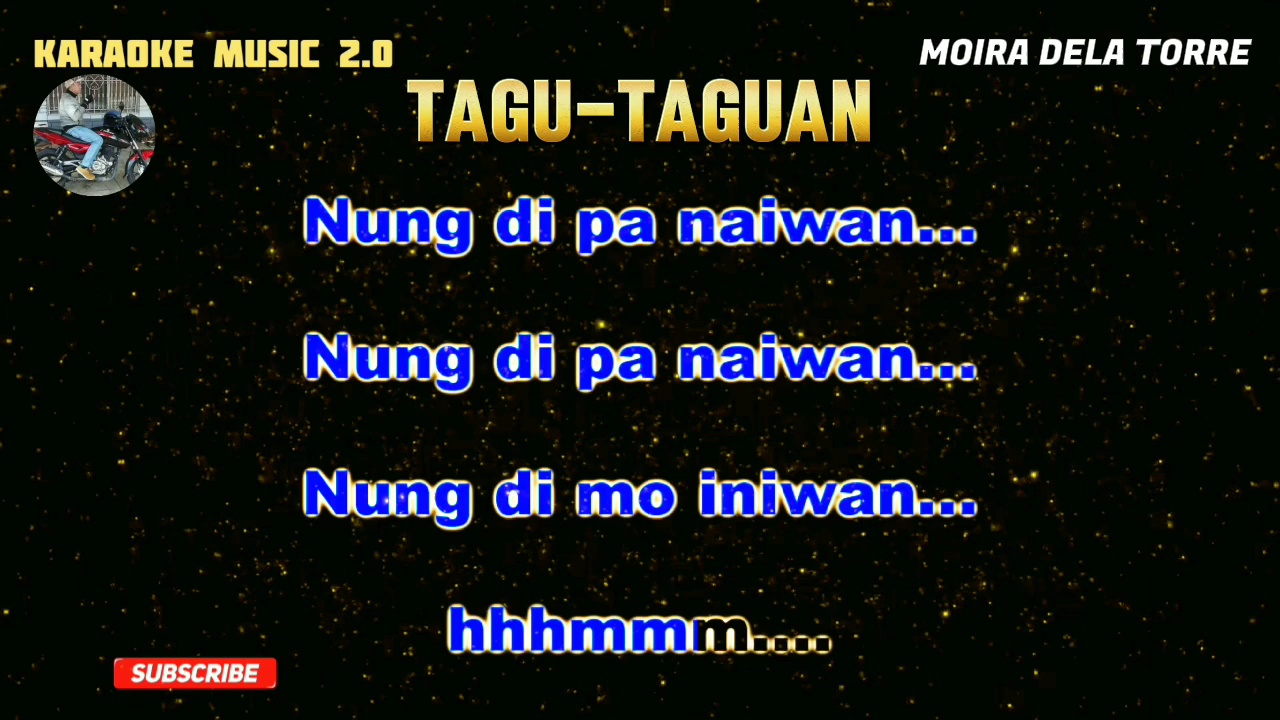 KARAOKE MUSIC 2.0
MOIRA DELA TORRE
TAGU-TAGUAN
Nung di pa naiwan...
Nung di pa naiwan...
Nung di mo iniwan...
hhhmmm....
SUBSCRIBE